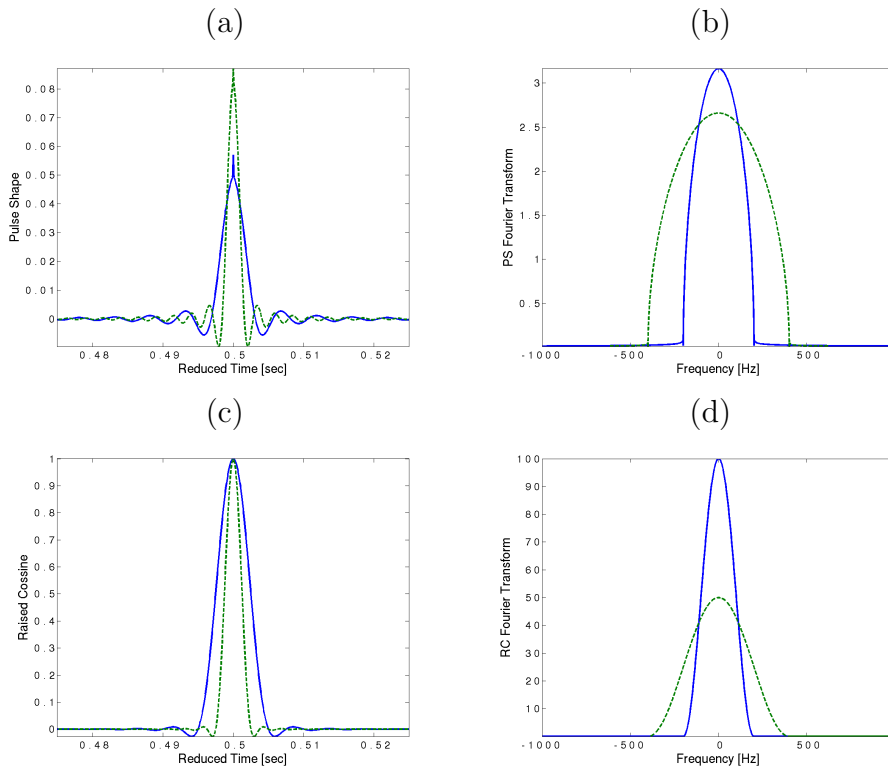 (a)
0.08
0.07
0.06
0.05
0.04
0.03
0.02
0.01
0
Pulse Shape
0.48 0.49 0.5 0.51 0.52
Reduced Time [sec]
(b)
3
2.5
2
1.5
1
0.5
PS Fourier Transform
-1000 -500 0 500
Frequency [Hz]
(c)
1
0.9
0.8
0.7
0.6
0.5
0.4
0.3
0.2
0.1
0
Raised Cossine
0.48 0.49 0.5 0.51 0.52
Reduced Time [sec]
(d)
100
90
80
70
60
50
40
30
20
10
RC Fourier Transform
-1000 -500 0 500
Frequency [Hz]